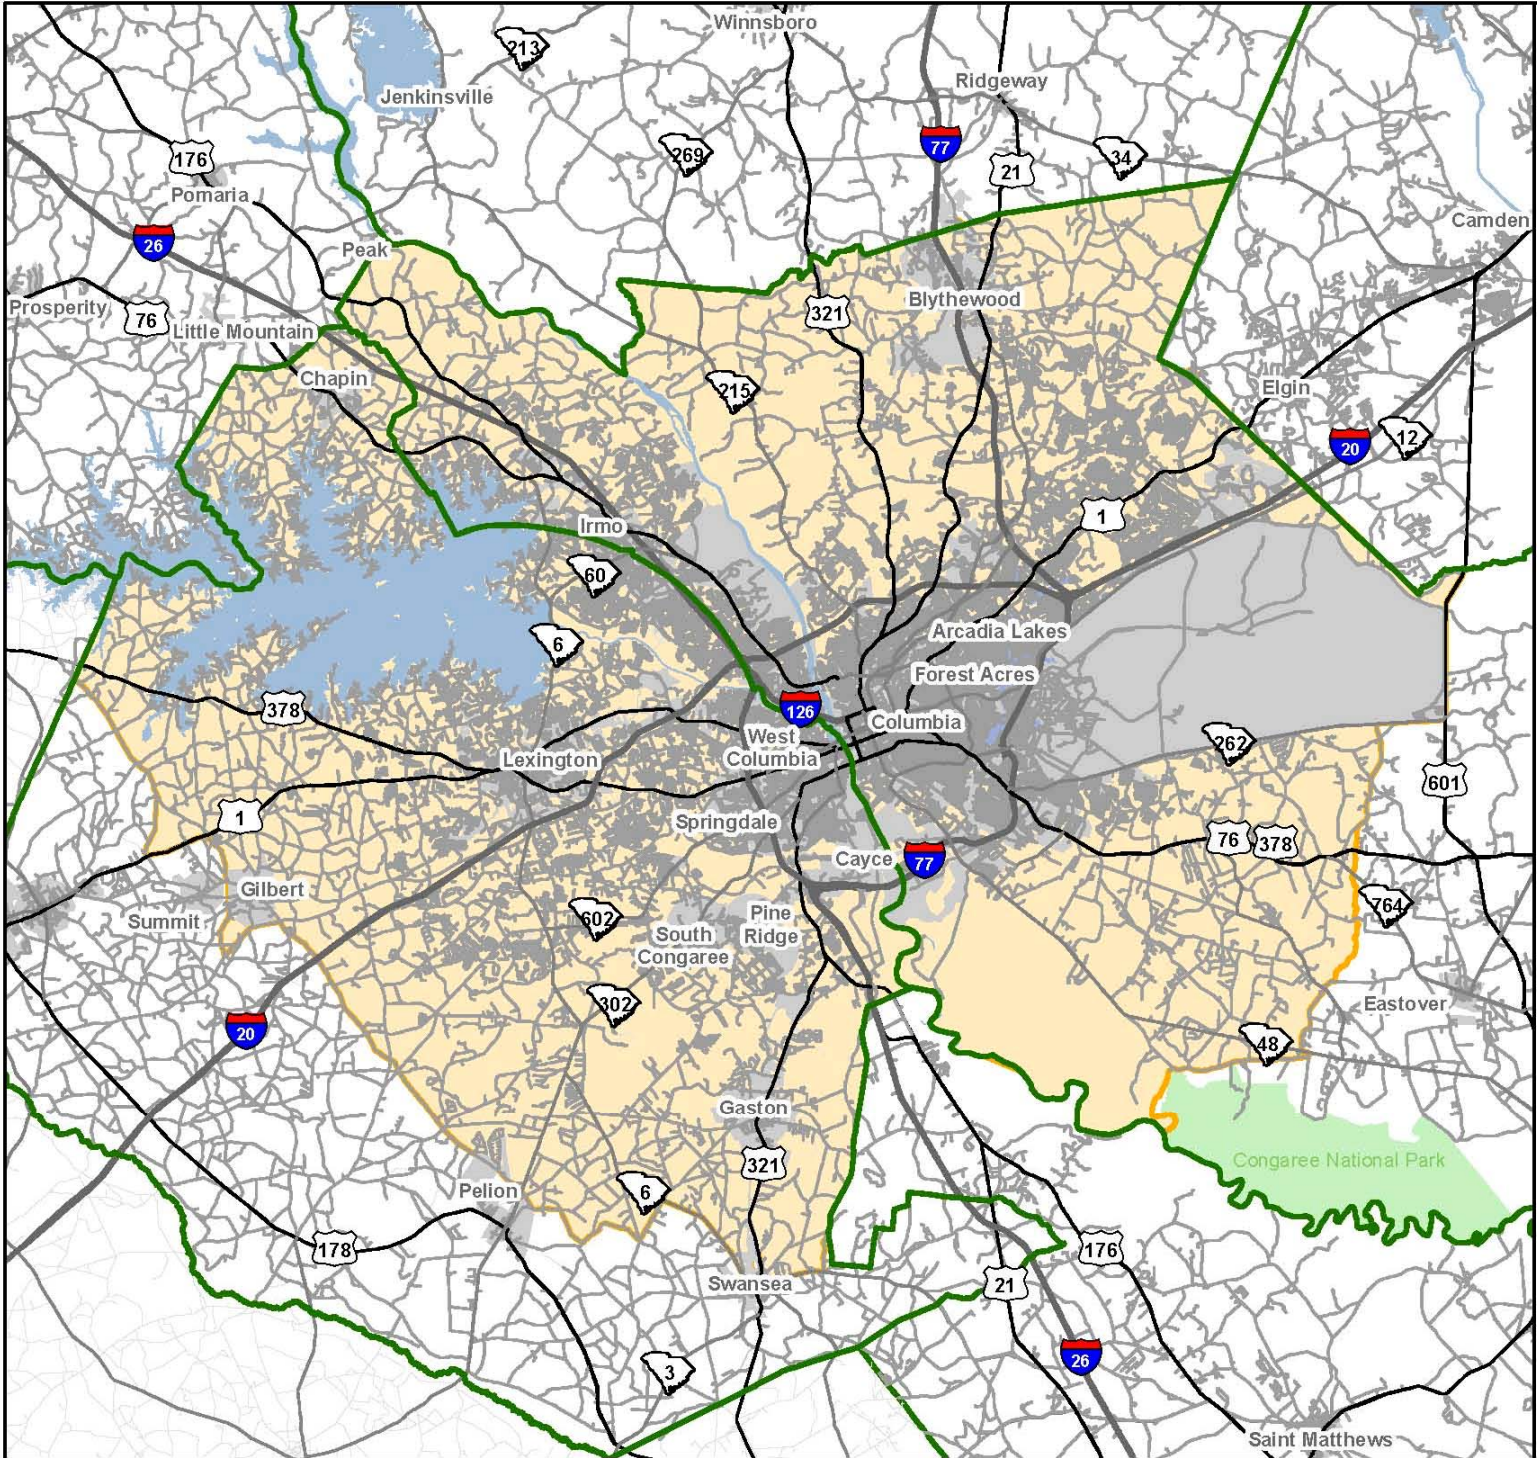 Winnsboro
213
Ridgeway
Jenkinsville
77
269
34
176
21
Pomaria
Camden
26
Peak
Blythewood
Prosperity
76
321
Little Mountain
Chapin
Elgin
215
20
12
1
Irmo
60
6
Arcadia Lakes
Forest Acres
378
126
Columbia
West
Columbia
262
Lexington
601
1
Springdale
76
378
Cayce
77
Gilbert
764
Summit
602
Pine
Ridge
South
Congaree
302
Eastover
20
48
Gaston
Congaree National Park
321
Pelion
6
178
176
Swansea
21
26
3
Saint Matthews